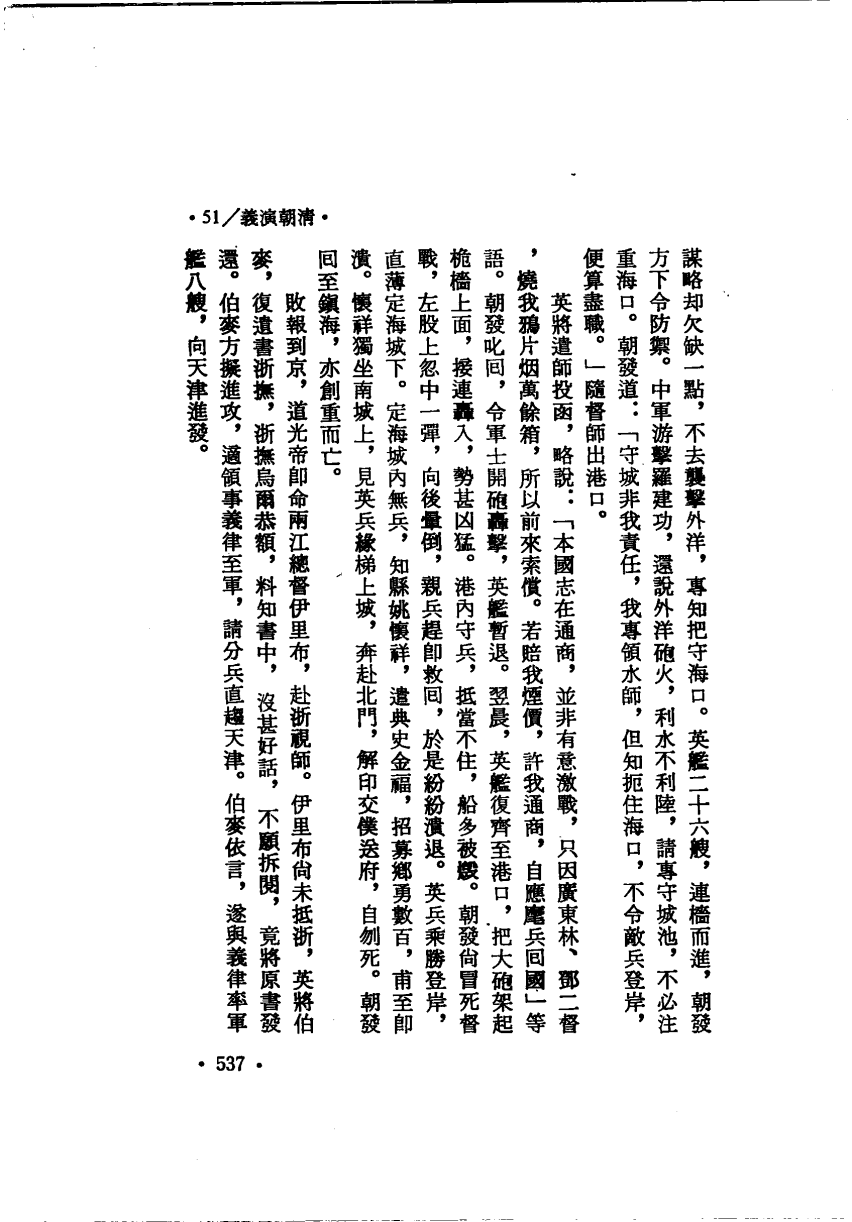 •51/義演朝清•
謀略却欠缺一點，不去襲擊外洋，專知把守海口。英艦二十六艘，連檣而進，朝發
方下令防禦。中軍游擊羅建功，還說外洋砲火，利水不利陸，請專守城池，不必注
重海口。朝發道：「守城非我責任，我專領水師，但知扼住海口，不令敵兵登岸，
便算盡職。」隨督師出港口。
英將遣師投函，略說：「本國志在通商，並非有意激戰，只因廣東林、鄧二督
，燒我鴉片烟萬餘箱，所以前來索償。若賠我煙價，許我通商，自應麾兵回國」等
語。朝發叱回，令軍士開砲轟擊，英艦暫退。翌晨，英艦復齊至港口，把大砲架起
桅檣上面，接連轟入，勢甚凶猛。港內守兵，抵當不住，船多被毀。朝發尙冒死督
戰，左股上忽中一彈，向後暈倒，親兵趕卽救回，於是紛紛潰退。英兵乘勝登岸，
直薄定海城下。定海城內無兵，知縣姚懷祥，遣典史金福，招募鄉勇數百，甫至卽
潰。懷祥獨坐南城上，見英兵緣梯上城，奔赴北門，解印交僕送府，自刎死。朝發
回至鎭海，亦創重而亡。
敗報到京，道光帝卽命兩江總督伊里布，赴浙視師。伊里布尙未抵浙，英將伯
麥，復遺書浙撫，浙撫烏爾恭額，料知書中，沒甚好話，不願拆閱，竟將原書發
還。伯麥方擬進攻，適領事義律至軍，請分兵直趨天津。伯麥依言，遂與義律率軍
艦八艘，向天津進發。
•537•